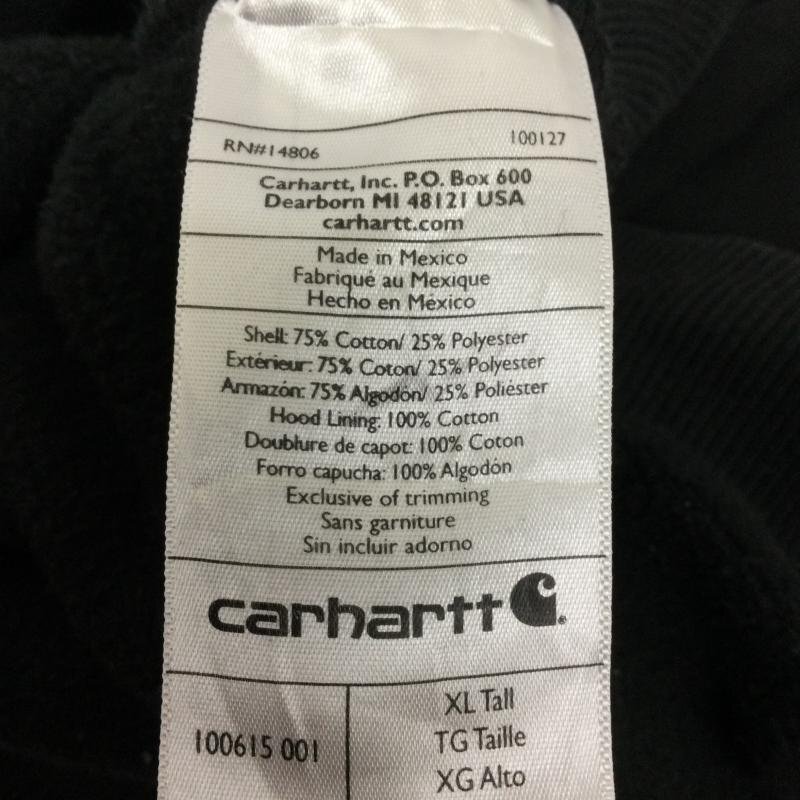 RN#14806 100127
Carhartt, Inc. P.O. Box 600
Dearborn MI 48121 USA
carhartt.com
Made in Mexico
Fabriqué au Mexique
Hecho en México
Shell: 75% Cotton/ 25% Polyester
Extérieur: 75% Coton/ 25% Polyester
Armazón: 75% Algodón/ 25% Poliéster
Hood Lining: 100% Cotton
Doublure de capot: 100% Coton
Forro capucha: 100% Algodón
Exclusive of trimming
Sans garniture
Sin incluir adorno
carhartt
100615 001
XL Tall
TG Taille
XG Alto